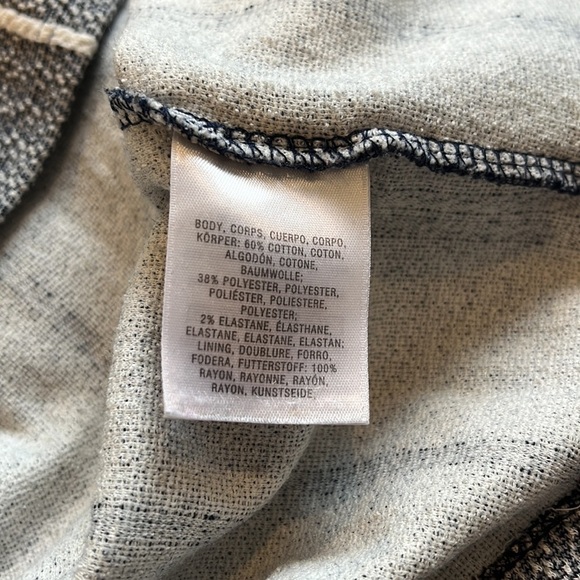 BODY, CORPS, CUERPO, CORPO,
KÖRPER: 60% COTTON, COTON,
ALGODÓN, COTONE,
BAUMWOLLE;
38% POLYESTER, POLYESTER,
POLIÉSTER, POLIESTERE,
POLYESTER;
2% ELASTANE, ÉLASTHANE,
ELASTANE, ELASTANE, ELASTAN;
LINING, DOUBLURE, FORRO,
FODERA, FUTTERSTOFF: 100%
RAYON, RAYONNE, RAYÓN,
RAYON, KUNSTSEIDE;